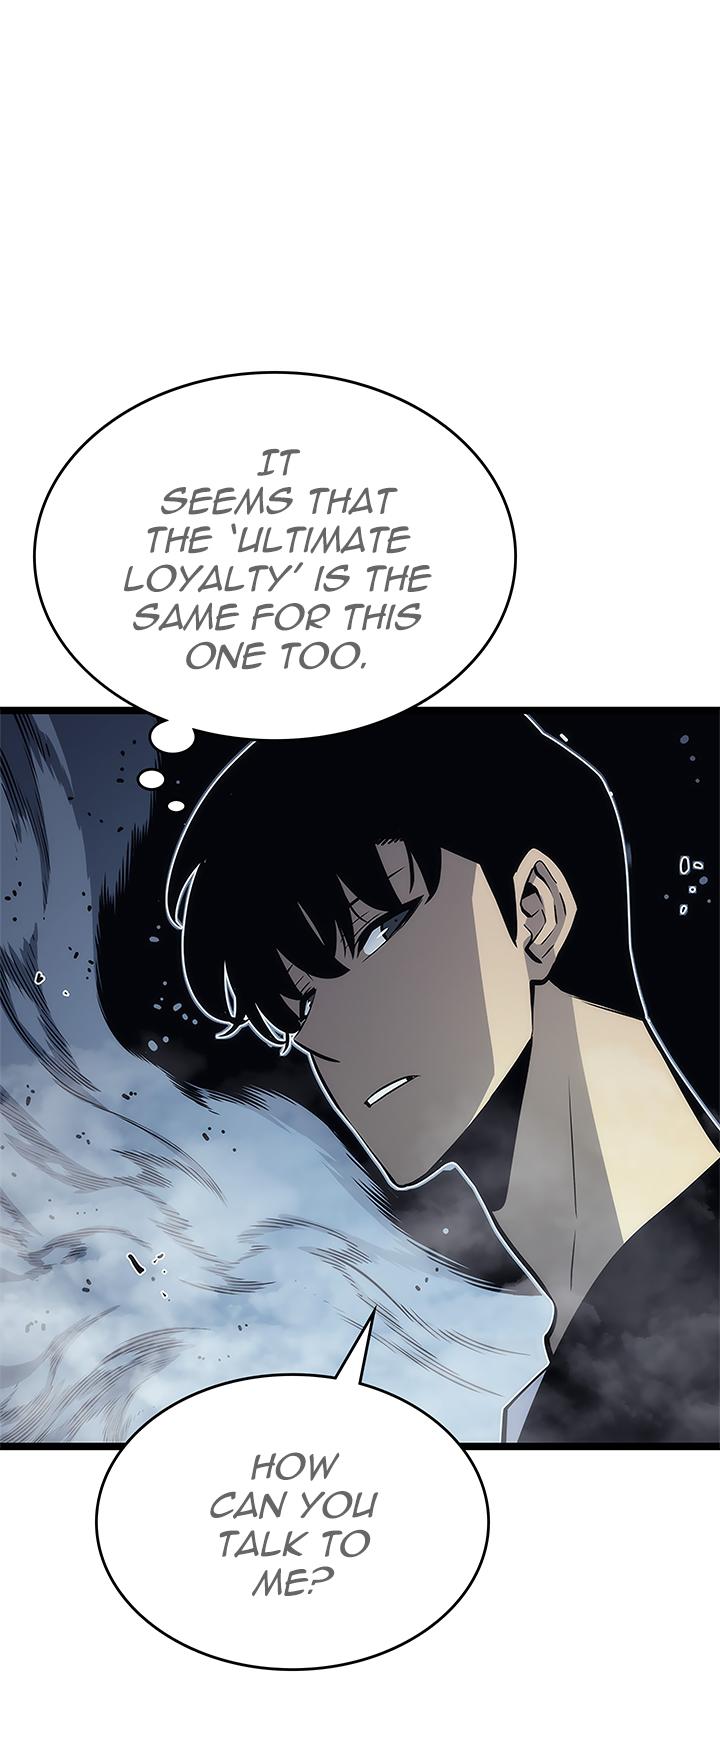 IT
SEEMS THAT
THE 'ULTIMATE
LOYALTY' IS THE
SAME FOR THIS
ONE TOO.
HOW
CAN YOU
TALK TO
ME?